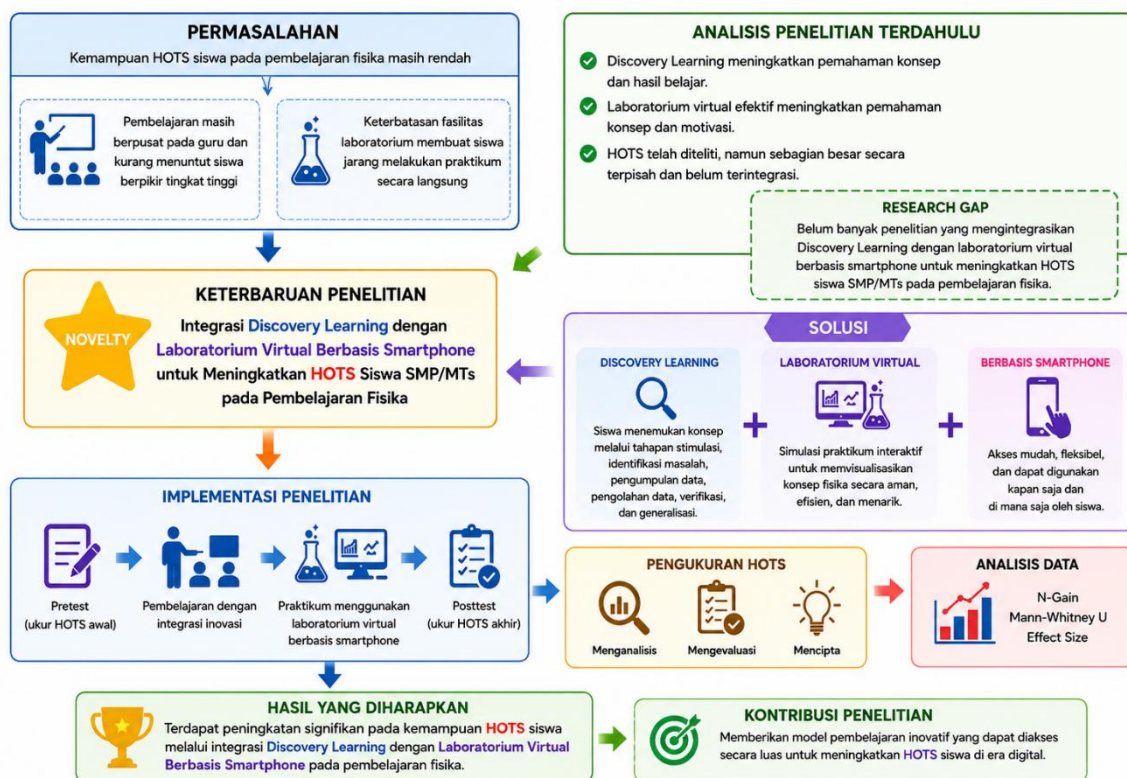 PERMASALAHAN
Kemampuan HOTS siswa pada pembelajaran fisika masih rendah
Pembelajaran masih
berpusat pada guru dan
kurang menuntut siswa
berpikir tingkat tinggi
Keterbatasan fasilitas
laboratorium membuat siswa
jarang melakukan praktikum
secara langsung
ANALISIS PENELITIAN TERDAHULU
Discovery Learning meningkatkan pemahaman konsep
dan hasil belajar.
Laboratorium virtual efektif meningkatkan pemahaman
konsep dan motivasi.
HOTS telah diteliti, namun sebagian besar secara
terpisah dan belum terintegrasi.
RESEARCH GAP
Belum banyak penelitian yang mengintegrasikan
Discovery Learning dengan laboratorium virtual
berbasis smartphone untuk meningkatkan HOTS
siswa SMP/MTs pada pembelajaran fisika.
NOVELTY
KETERBARUAN PENELITIAN
Integrasi Discovery Learning dengan
Laboratorium Virtual Berbasis Smartphone
untuk Meningkatkan HOTS Siswa SMP/MTs
pada Pembelajaran Fisika
SOLUSI
DISCOVERY LEARNING
Siswa menemukan konsep
melalui tahapan stimulasi,
identifikasi masalah,
pengumpulan data,
pengolahan data, verifikasi,
dan generalisasi.
+
LABORATORIUM VIRTUAL
Simulasi praktikum interaktif
untuk memvisualisasikan
konsep fisika secara aman,
efisien, dan menarik.
+
BERBASIS SMARTPHONE
Akses mudah, fleksibel,
dan dapat digunakan
kapan saja dan
di mana saja oleh siswa.
IMPLEMENTASI PENELITIAN
Pretest
(ukur HOTS awal)
Pembelajaran dengan
integrasi inovasi
Praktikum menggunakan
laboratorium virtual
berbasis smartphone
Posttest
(ukur HOTS akhir)
PENGUKURAN HOTS
Menganalisis
Mengevaluasi
Mencipta
ANALISIS DATA
N-Gain
Mann-Whitney U
Effect Size
HASIL YANG DIHARAPKAN
Terdapat peningkatan signifikan pada kemampuan HOTS siswa
melalui integrasi Discovery Learning dengan Laboratorium Virtual
Berbasis Smartphone pada pembelajaran fisika.
KONTRIBUSI PENELITIAN
Memberikan model pembelajaran inovatif yang dapat diakses
secara luas untuk meningkatkan HOTS siswa di era digital.